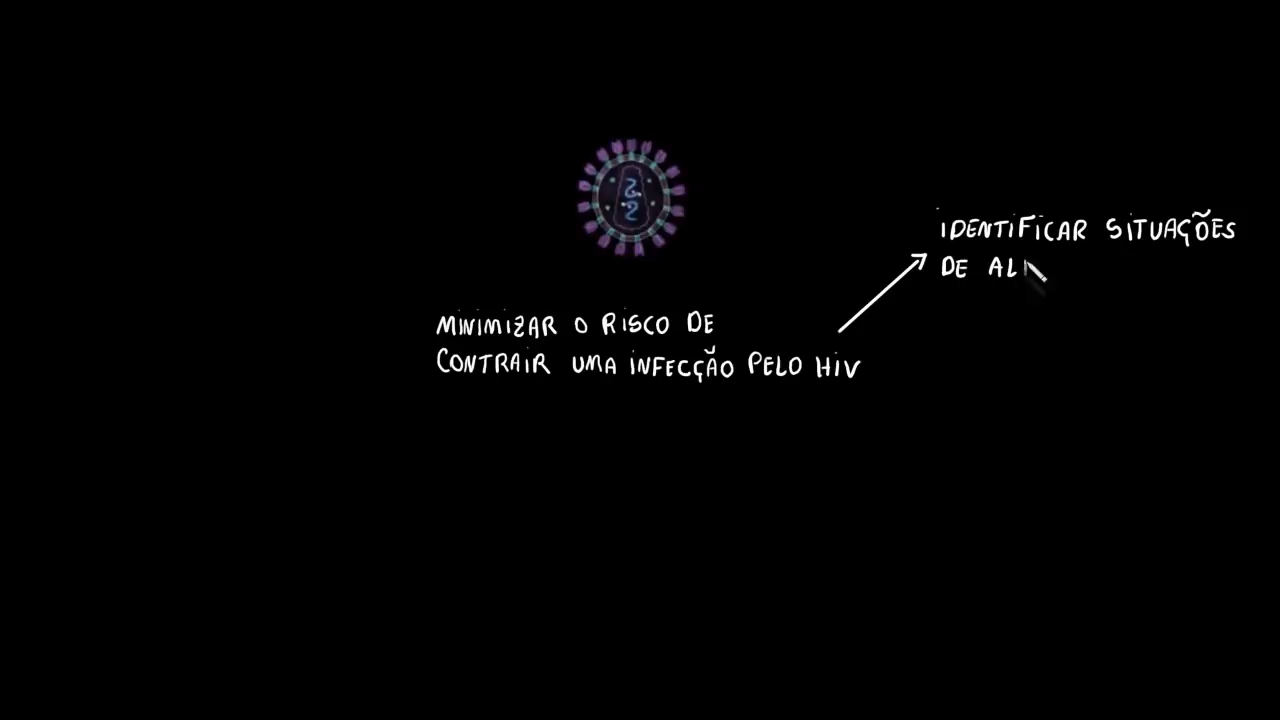 MINIMIZAR O RISCO DE
CONTRAIR UMA INFECÇÃO PELO HIV
IDENTIFICAR SITUAÇÕES
DE AL